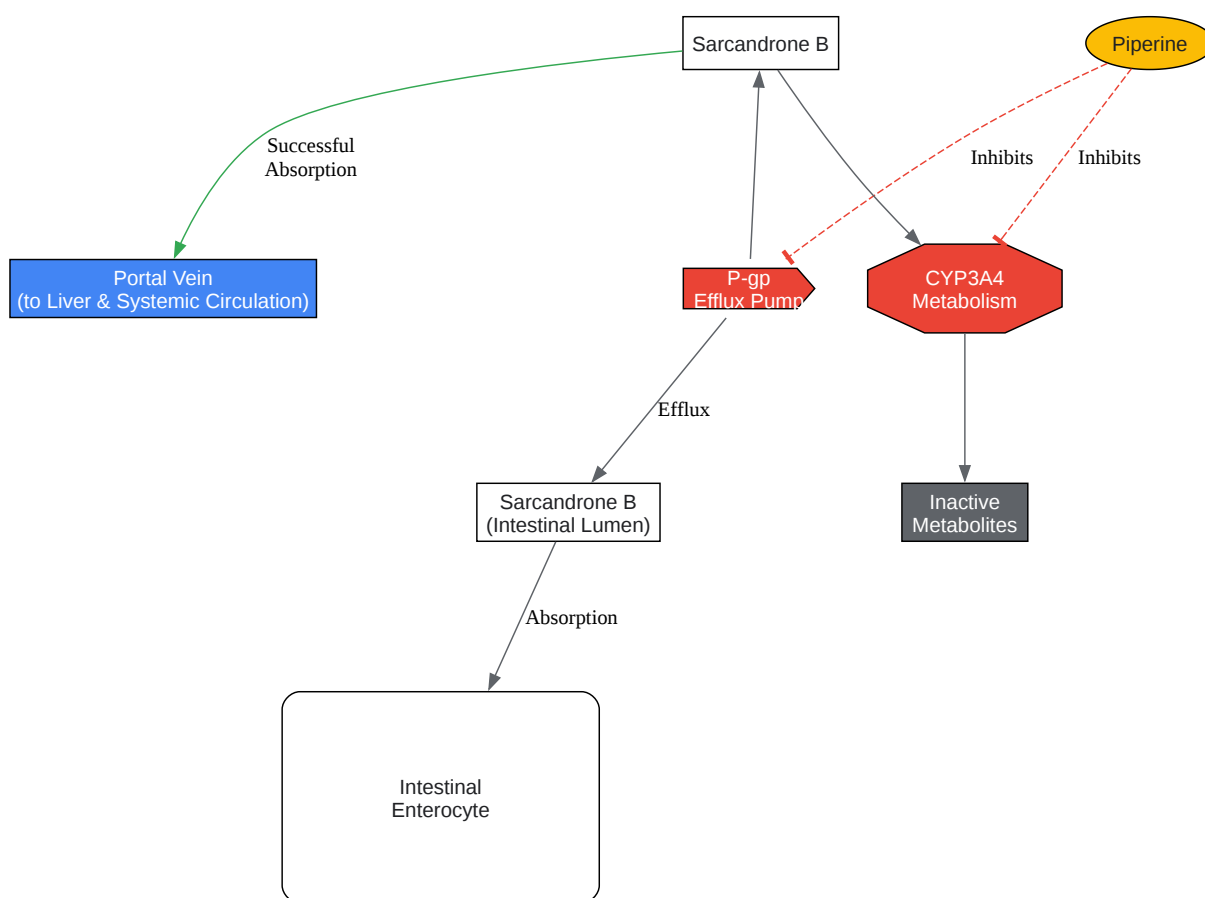 Sarcandrone B
Piperine
Successful
Absorption
Inhibits
Inhibits
Portal Vein
(to Liver & Systemic Circulation)
P-gp
Efflux Pump
CYP3A4
Metabolism
Efflux
Sarcandrone B
(Intestinal Lumen)
Inactive
Metabolites
Absorption
Intestinal
Enterocyte